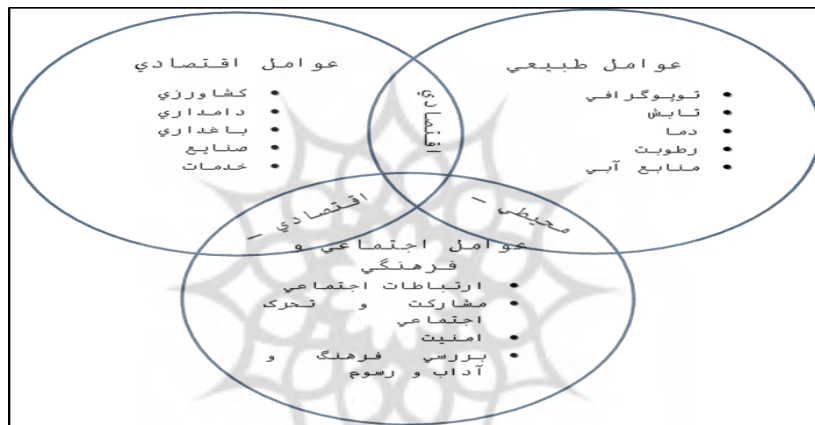 عوامل طبيعي
• توپوگرافي
• تابش
• دما
• رطوبت
• منابع آبي
اقتصادي
عوامل اقتصادي
• کشاورزي
• دامداري
• باغداري
• صنايع
• خدمات
محيطي –
اقتصادي –
عوامل اجتماعي و
فرهنگي
• ارتباطات اجتماعي
• مشارکت و تحرک
اجتماعي
• امنيت
• بررسي فرهنگ و
آداب و رسوم